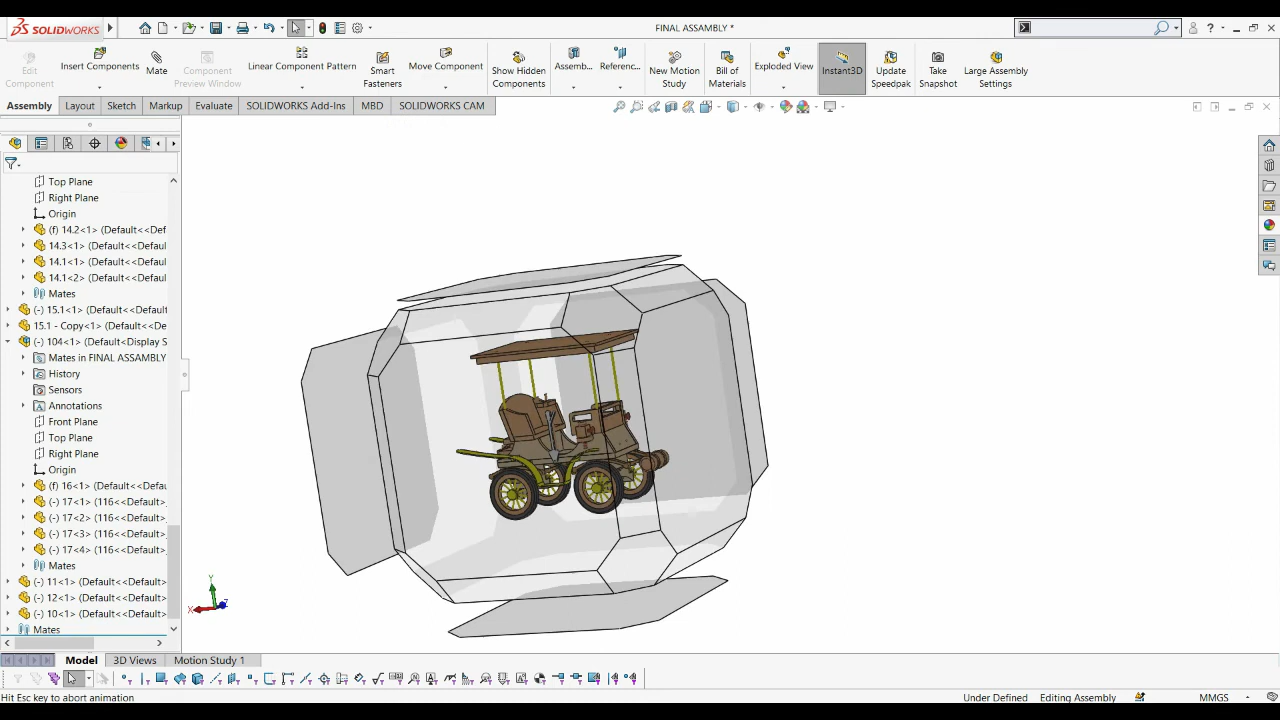 SOLIDWORKS
FINAL ASSEMBLY *
Edit Component
Insert Components
Mate
Component Preview Window
Linear Component Pattern
Smart Fasteners
Move Component
Show Hidden Components
Assemb...
Referenc...
New Motion Study
Bill of Materials
Exploded View
Instant3D
Update Speedpak
Take Snapshot
Large Assembly Settings
Assembly Layout Sketch Markup Evaluate SOLIDWORKS Add-Ins MBD SOLIDWORKS CAM
Top Plane
Right Plane
Origin
(f) 14.2<1> (Default<<Def
14.3<1> (Default<<Defaul
14.1<1> (Default<<Defaul
14.1<2> (Default<<Defaul
Mates
(-) 15.1<1> (Default<<Default
15.1 - Copy<1> (Default<<Defau
(-) 104<1> (Default<Display S
Mates in FINAL ASSEMBLY
History
Sensors
Annotations
Front Plane
Top Plane
Right Plane
Origin
(f) 16<1> (Default<<Defau
(-) 17<1> (116<<Default>
(-) 17<2> (116<<Default>
(-) 17<3> (116<<Default>
(-) 17<4> (116<<Default>
Mates
(-) 11<1> (Default<<Default>
(-) 12<1> (Default<<Default>
(-) 10<1> (Default<<Default>
Mates
Y
X
Z
Model 3D Views Motion Study 1
Hit Esc key to abort animation
Under Defined Editing Assembly MMGS